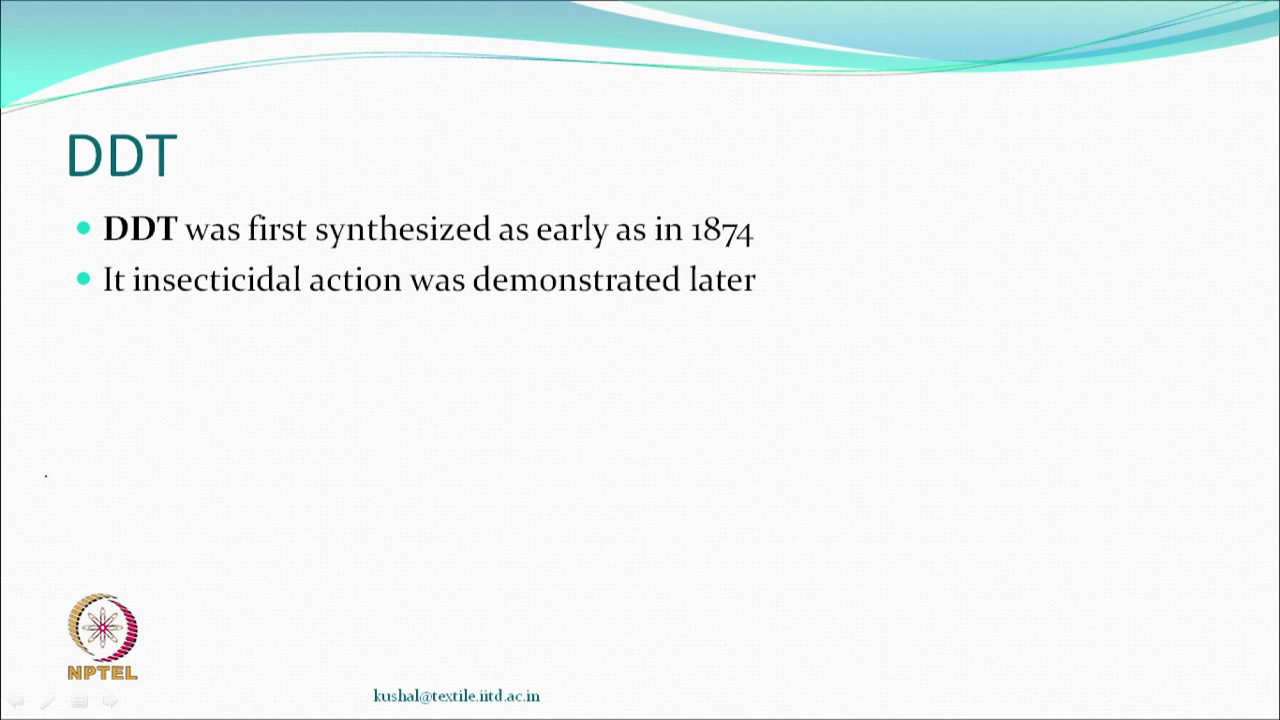 DDT
DDT was first synthesized as early as in 1874
It insecticidal action was demonstrated later
NPTEL
kushal@textile.iitd.ac.in